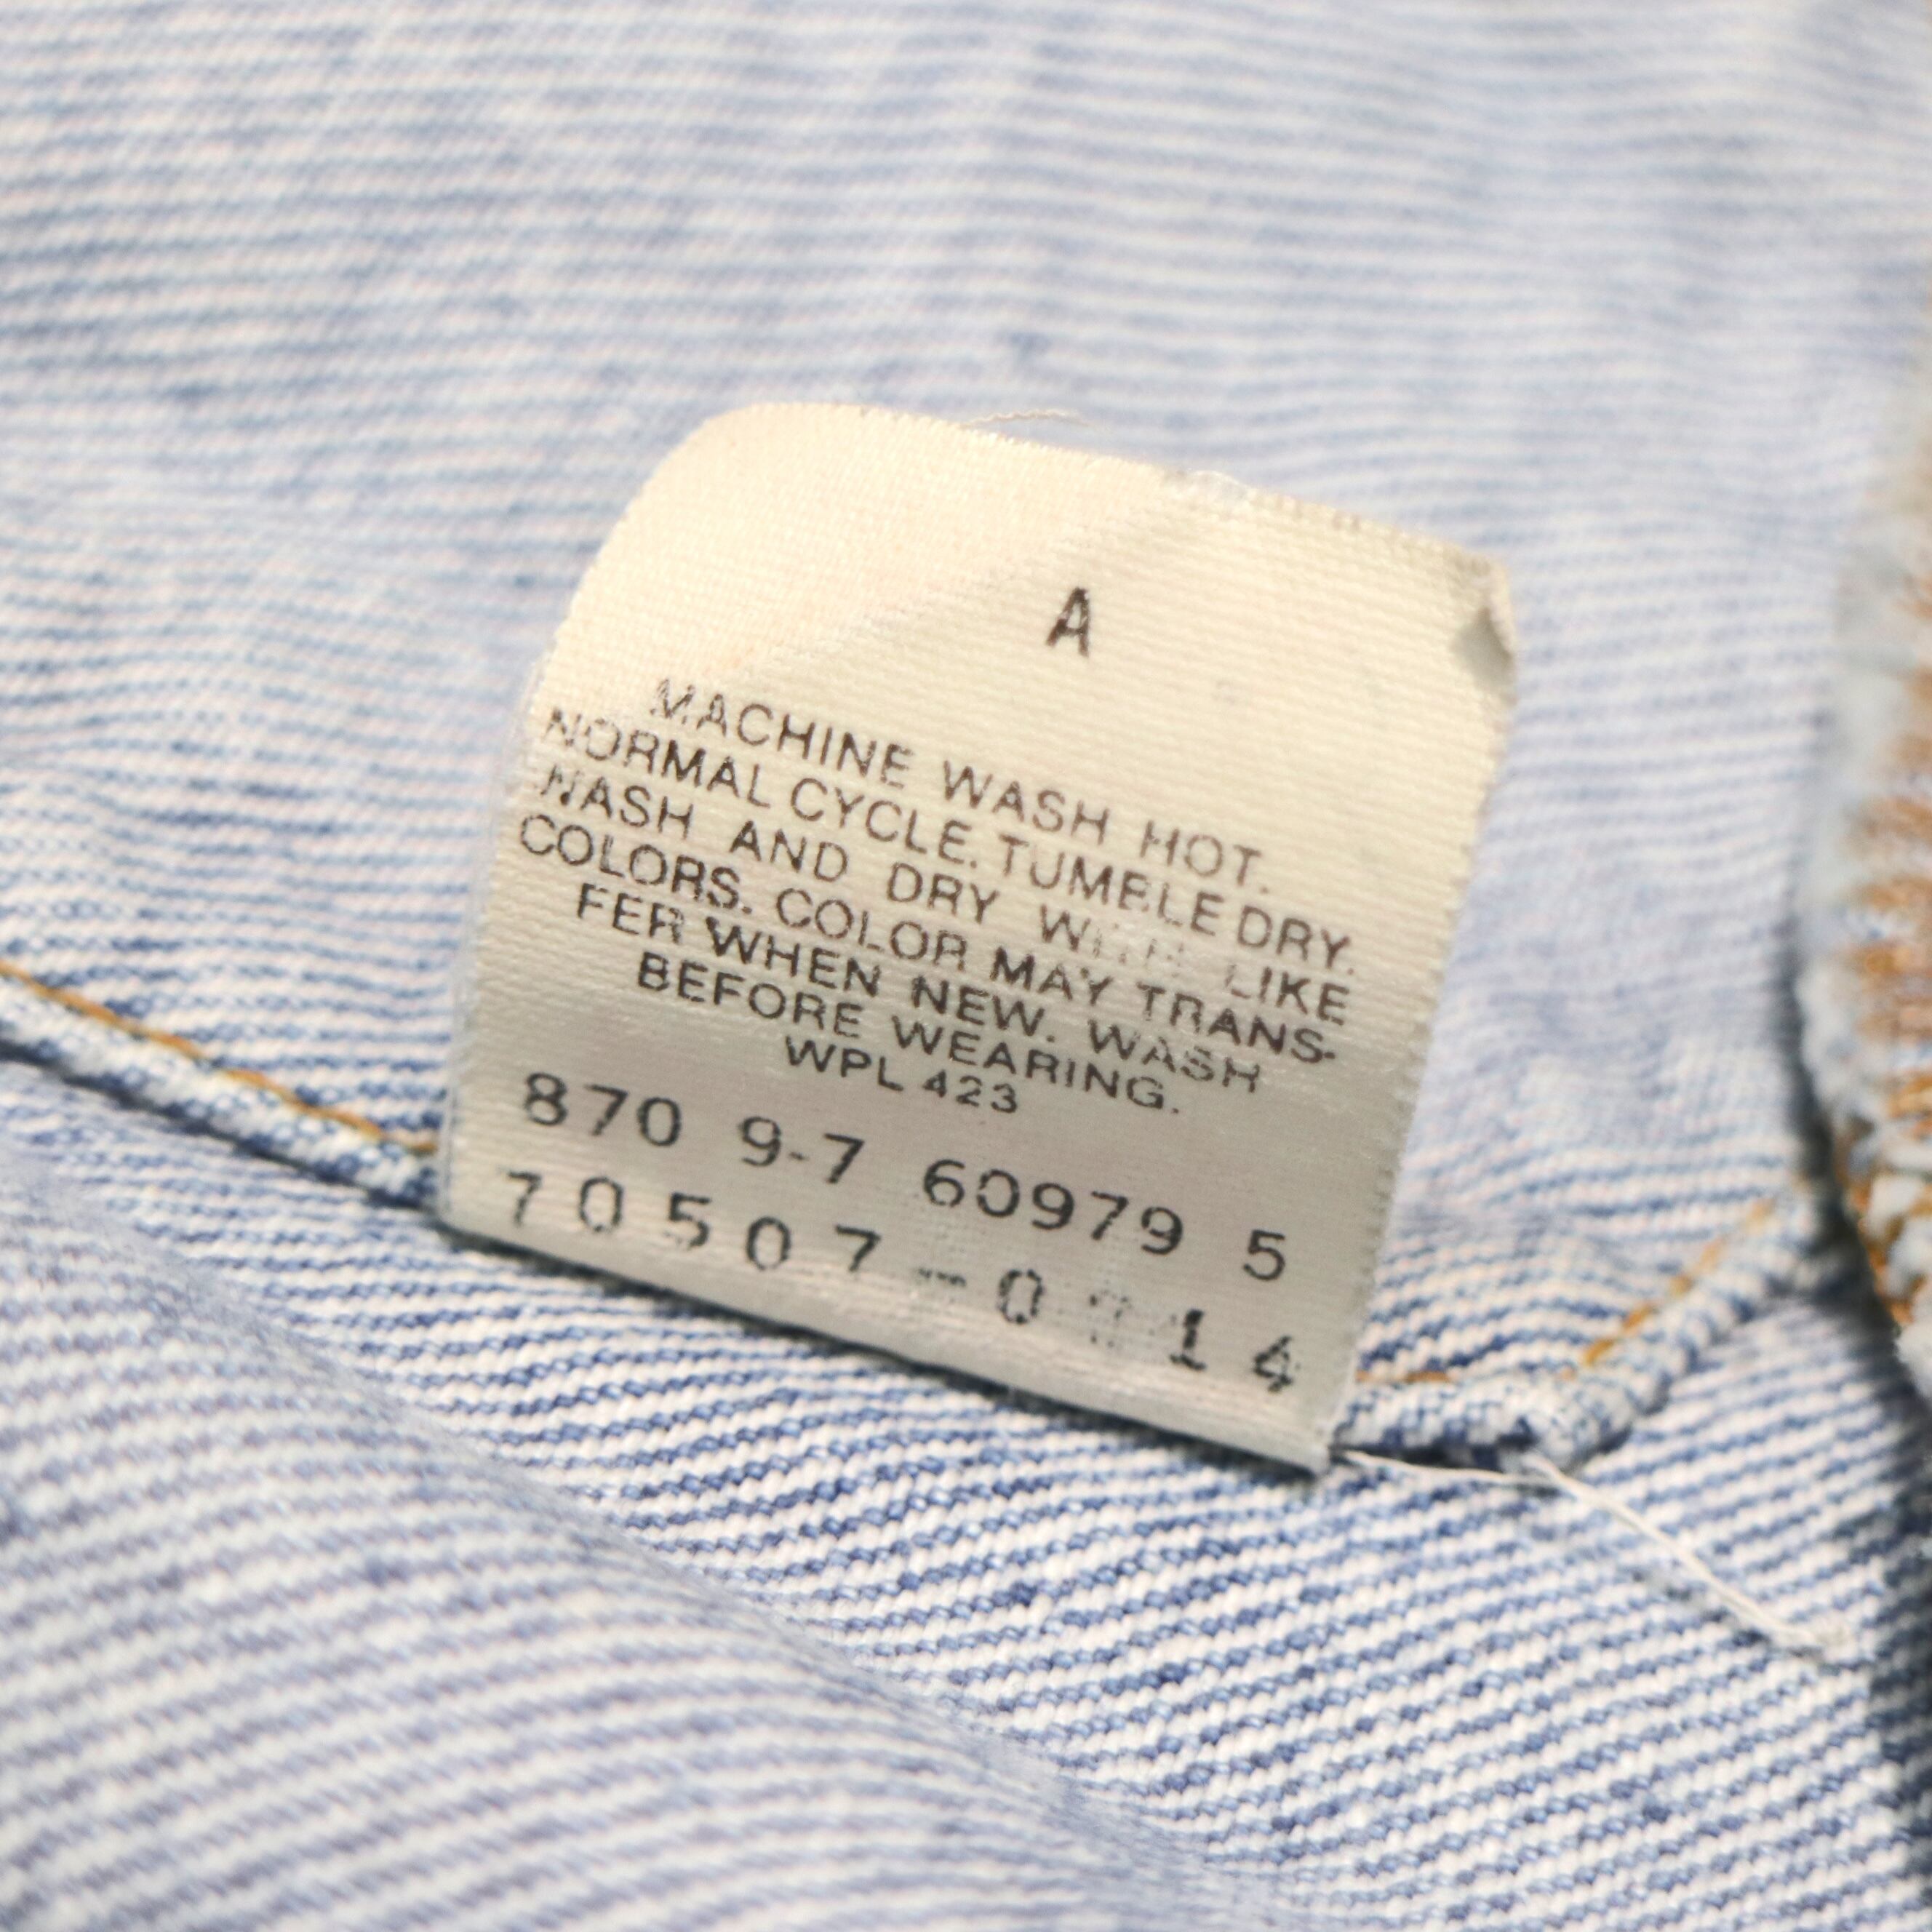 A
MACHINE WASH HOT.
NORMAL CYCLE. TUMBLE DRY.
WASH AND DRY WITH LIKE
COLORS. COLOR MAY TRANS-
FER WHEN NEW. WASH
BEFORE WEARING.
WPL 423
870 9-7 60979 5
70507-0